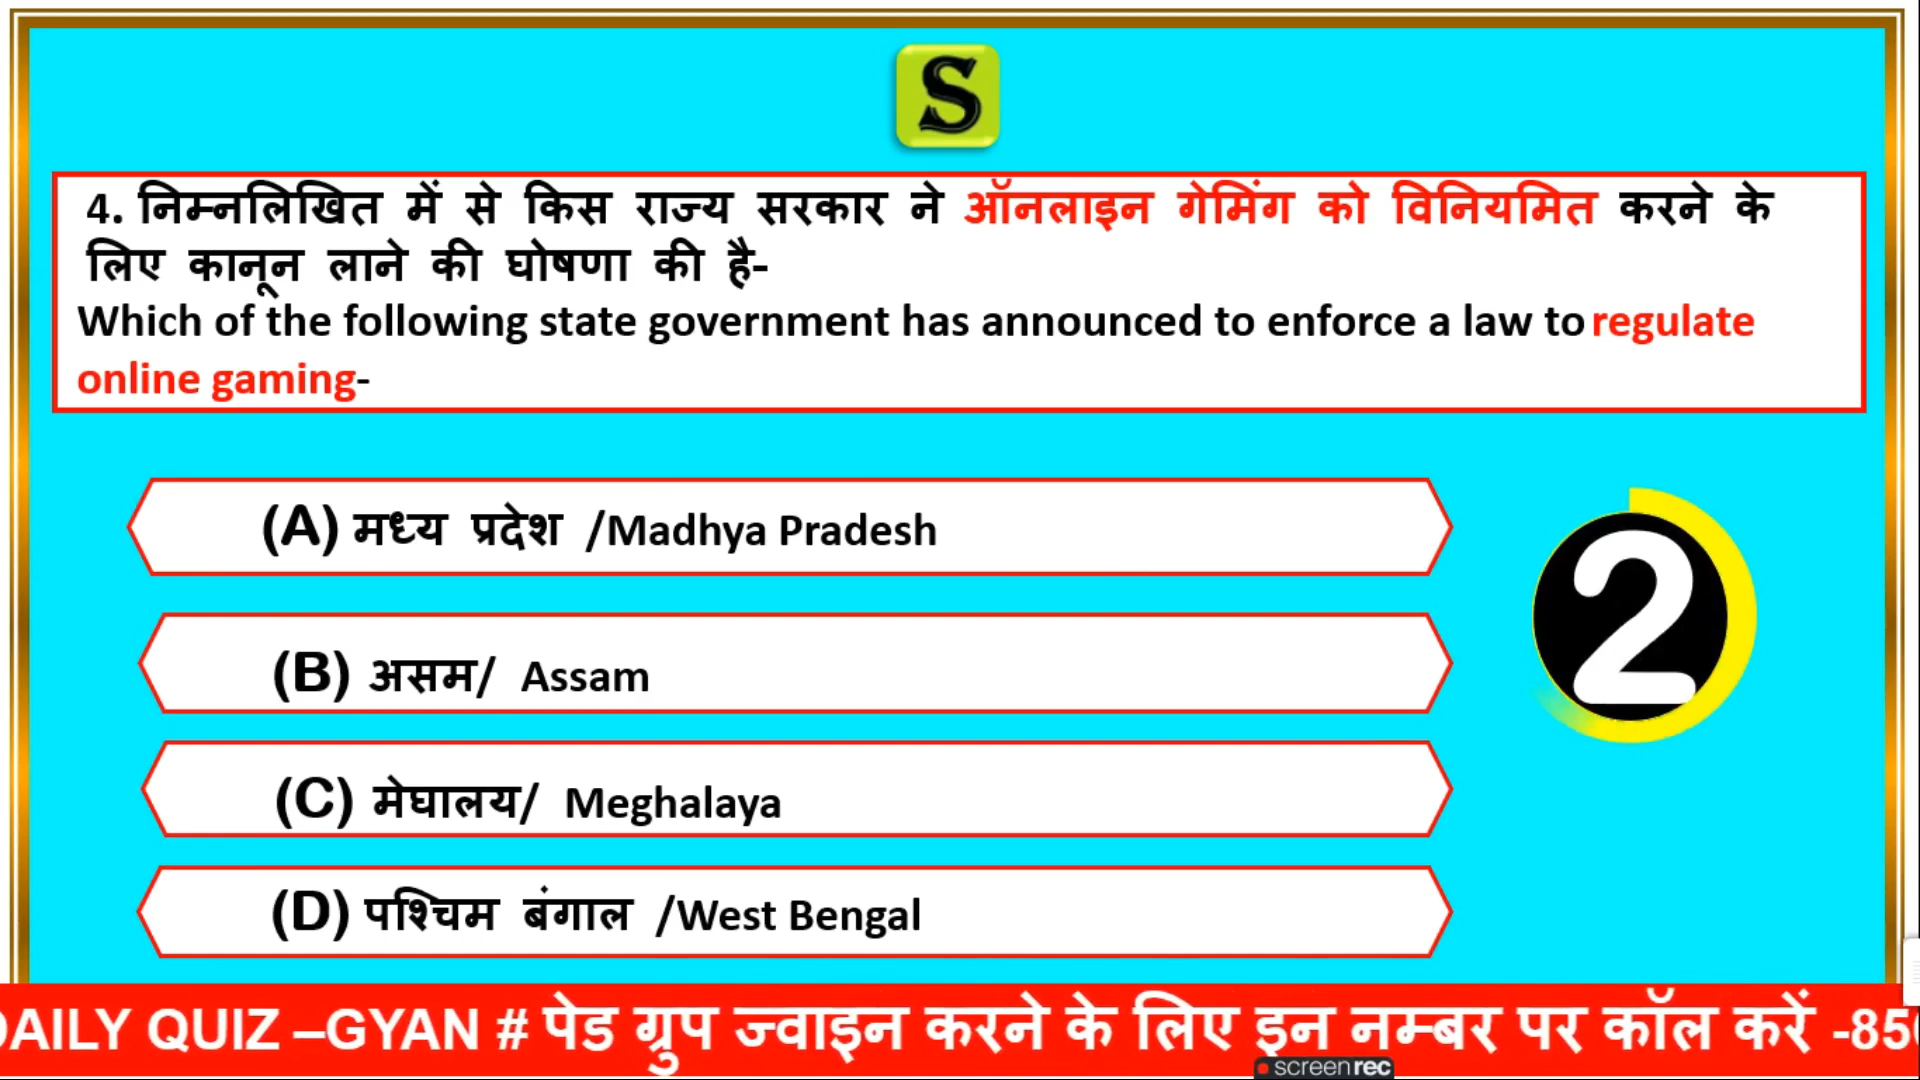 S
4. निम्नलिखित में से किस राज्य सरकार ने ऑनलाइन गेमिंग को विनियमित करने के
लिए कानून लाने की घोषणा की है-
Which of the following state government has announced to enforce a law to regulate
online gaming-
(A) मध्य प्रदेश /Madhya Pradesh
2
(B) असम/ Assam
(C) मेघालय/ Meghalaya
(D) पश्चिम बंगाल /West Bengal
DAILY QUIZ –GYAN # पेड ग्रुप ज्वाइन करने के लिए इन नम्बर पर कॉल करें -850
screenrec